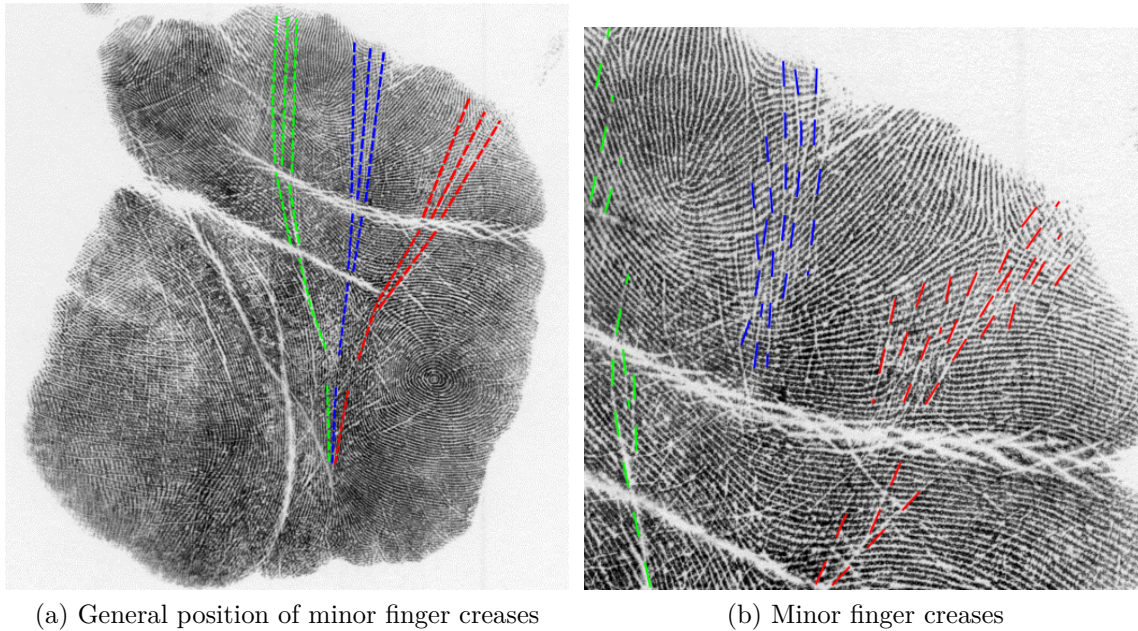 (a) General position of minor finger creases
(b) Minor finger creases